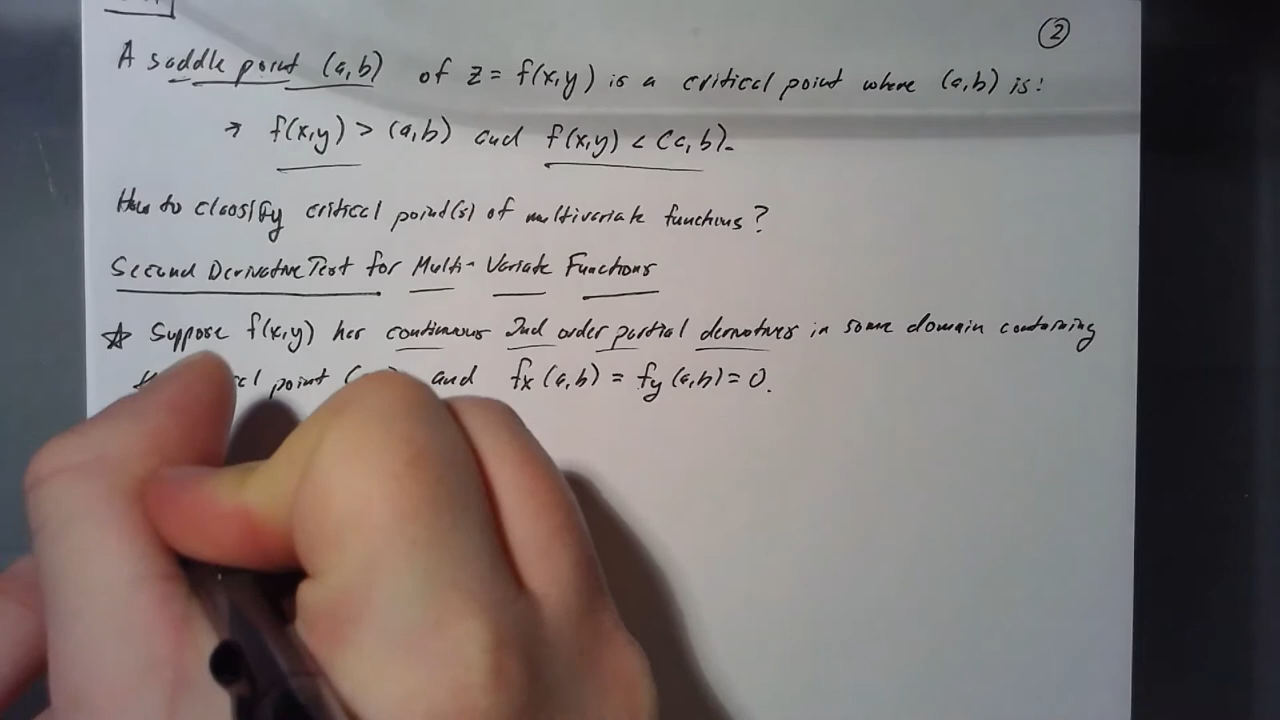 ②
A saddle point (a,b) of z = f(x,y) is a critical point where (a,b) is:
→ f(x,y) > (a,b) and f(x,y) < (a,b).
How to classify critical point(s) of multivariate functions?
Second Derivative Test for Multi-Variate Functions
☆ Suppose f(x,y) has continuous 2nd order partial derivatives in some domain containing
point and fx (a,b) = fy (a,b) = 0.